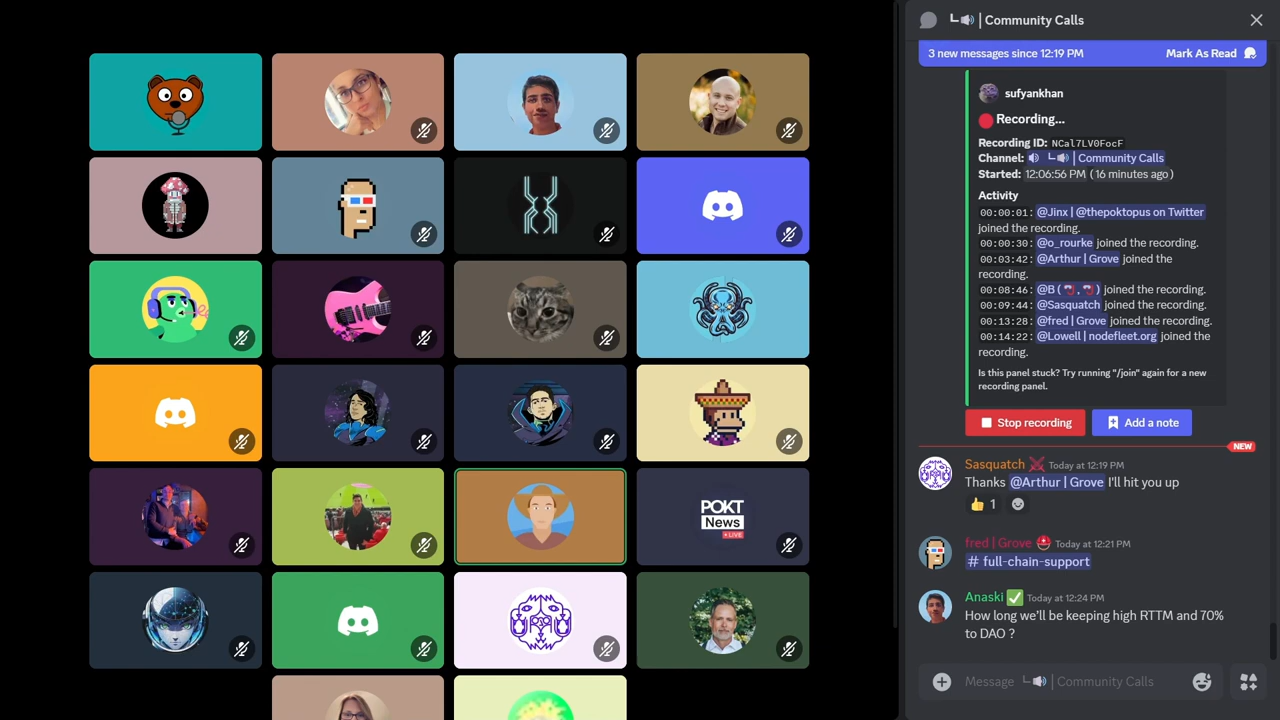 └🔊 | Community Calls
3 new messages since 12:19 PM
Mark As Read
sufyankhan
Recording...
Recording ID: NCal7LV0FocF
Channel: └🔊 | Community Calls
Started: 12:06:56 PM (16 minutes ago)
Activity
00:00:01: @Jinx | @thepoktopus on Twitter
joined the recording.
00:00:30: @o_rourke joined the recording.
00:03:42: @Arthur | Grove joined the
recording.
00:08:46: @B ( , ) joined the recording.
00:09:44: @Sasquatch joined the recording.
00:13:28: @fred | Grove joined the recording.
00:14:22: @Lowell | nodefleet.org joined the
recording.
Is this panel stuck? Try running "/join" again for a new
recording panel.
Stop recording
Add a note
NEW
Sasquatch Today at 12:19 PM
Thanks @Arthur | Grove I'll hit you up
👍 1
fred | Grove Today at 12:21 PM
# full-chain-support
Anaski ✅ Today at 12:24 PM
How long we'll be keeping high RTTM and 70%
to DAO ?
Message └🔊 | Community Calls
POKT
News
LIVE